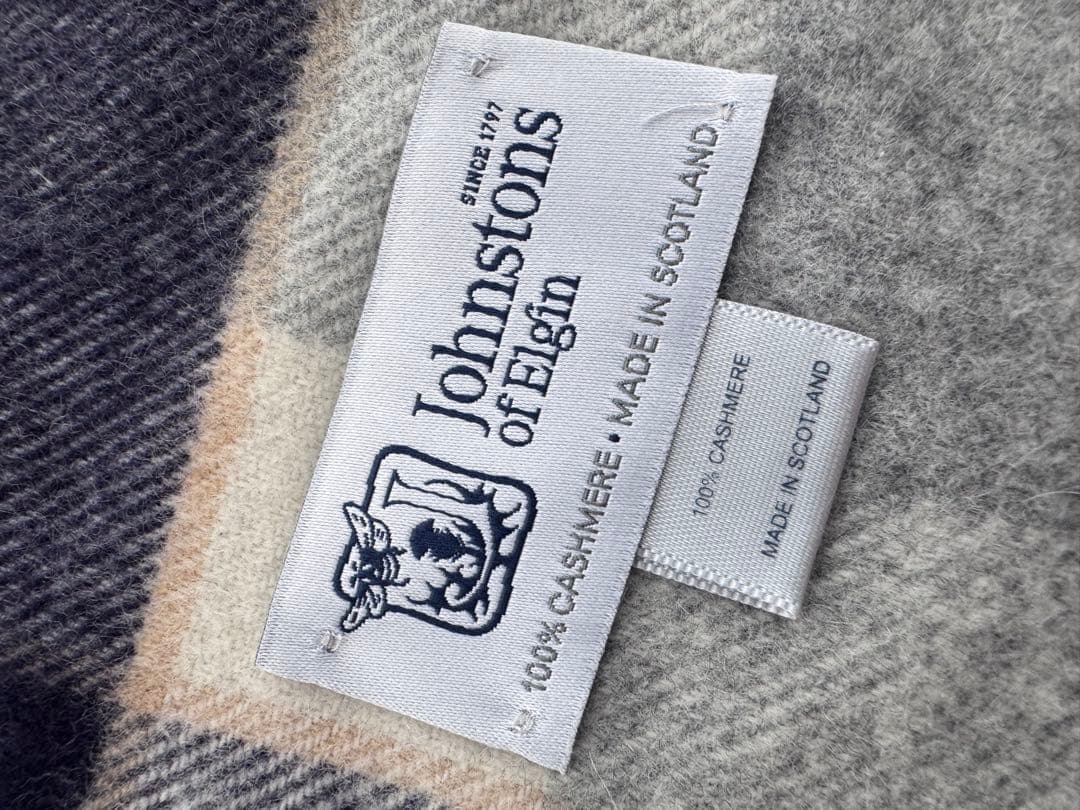 SINCE 1797
Johnstons
of Elgin
100% CASHMERE • MADE IN SCOTLAND
100% CASHMERE
MADE IN SCOTLAND